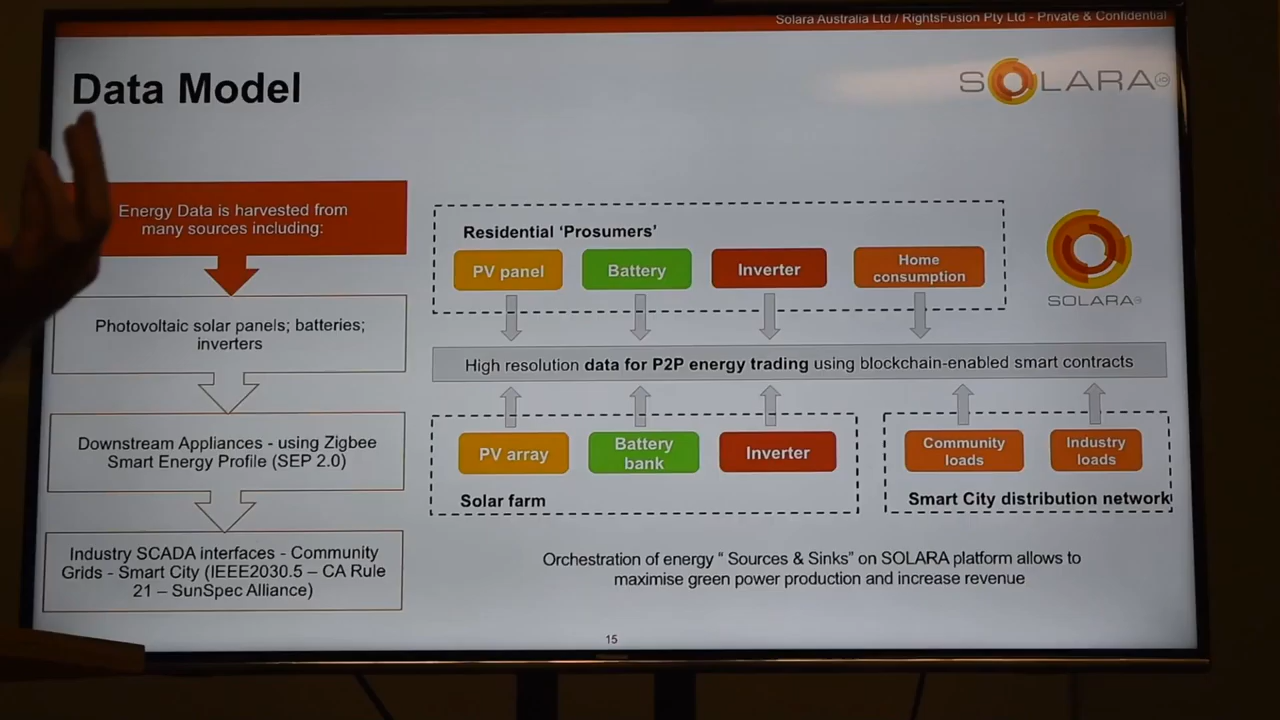 Solara Australia Ltd / RightsFusion Pty Ltd - Private & Confidential
Data Model
SOLARA
Energy Data is harvested from
many sources including:
Photovoltaic solar panels; batteries;
inverters
Downstream Appliances - using Zigbee
Smart Energy Profile (SEP 2.0)
Industry SCADA interfaces - Community
Grids - Smart City (IEEE2030.5 – CA Rule
21 – SunSpec Alliance)
Residential ‘Prosumers’
PV panel
Battery
Inverter
Home
consumption
SOLARA
High resolution data for P2P energy trading using blockchain-enabled smart contracts
PV array
Battery
bank
Inverter
Solar farm
Community
loads
Industry
loads
Smart City distribution network
Orchestration of energy “ Sources & Sinks” on SOLARA platform allows to
maximise green power production and increase revenue
15